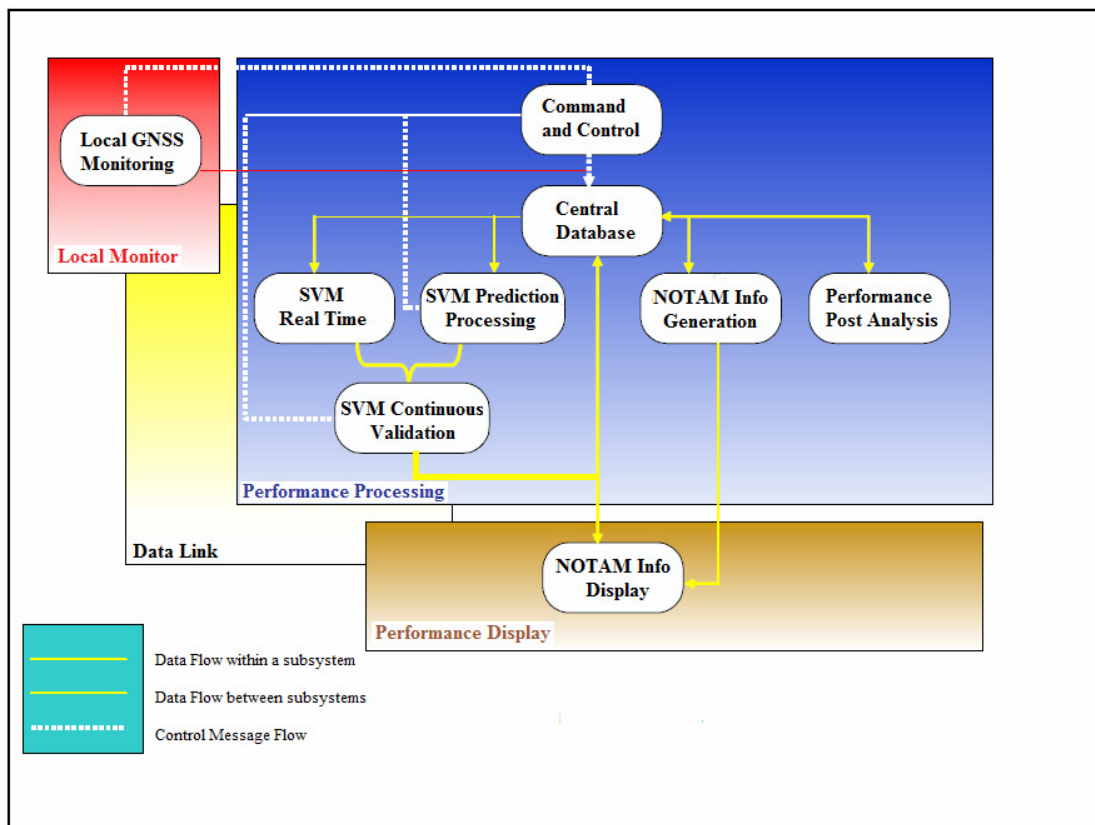 Command
and Control
Local GNSS
Monitoring
Central
Database
Local Monitor
SVM
Real Time
SVM Prediction
Processing
NOTAM Info
Generation
Performance
Post Analysis
SVM Continuous
Validation
Performance Processing
Data Link
NOTAM Info
Display
Performance Display
Data Flow within a subsystem
Data Flow between subsystems
Control Message Flow